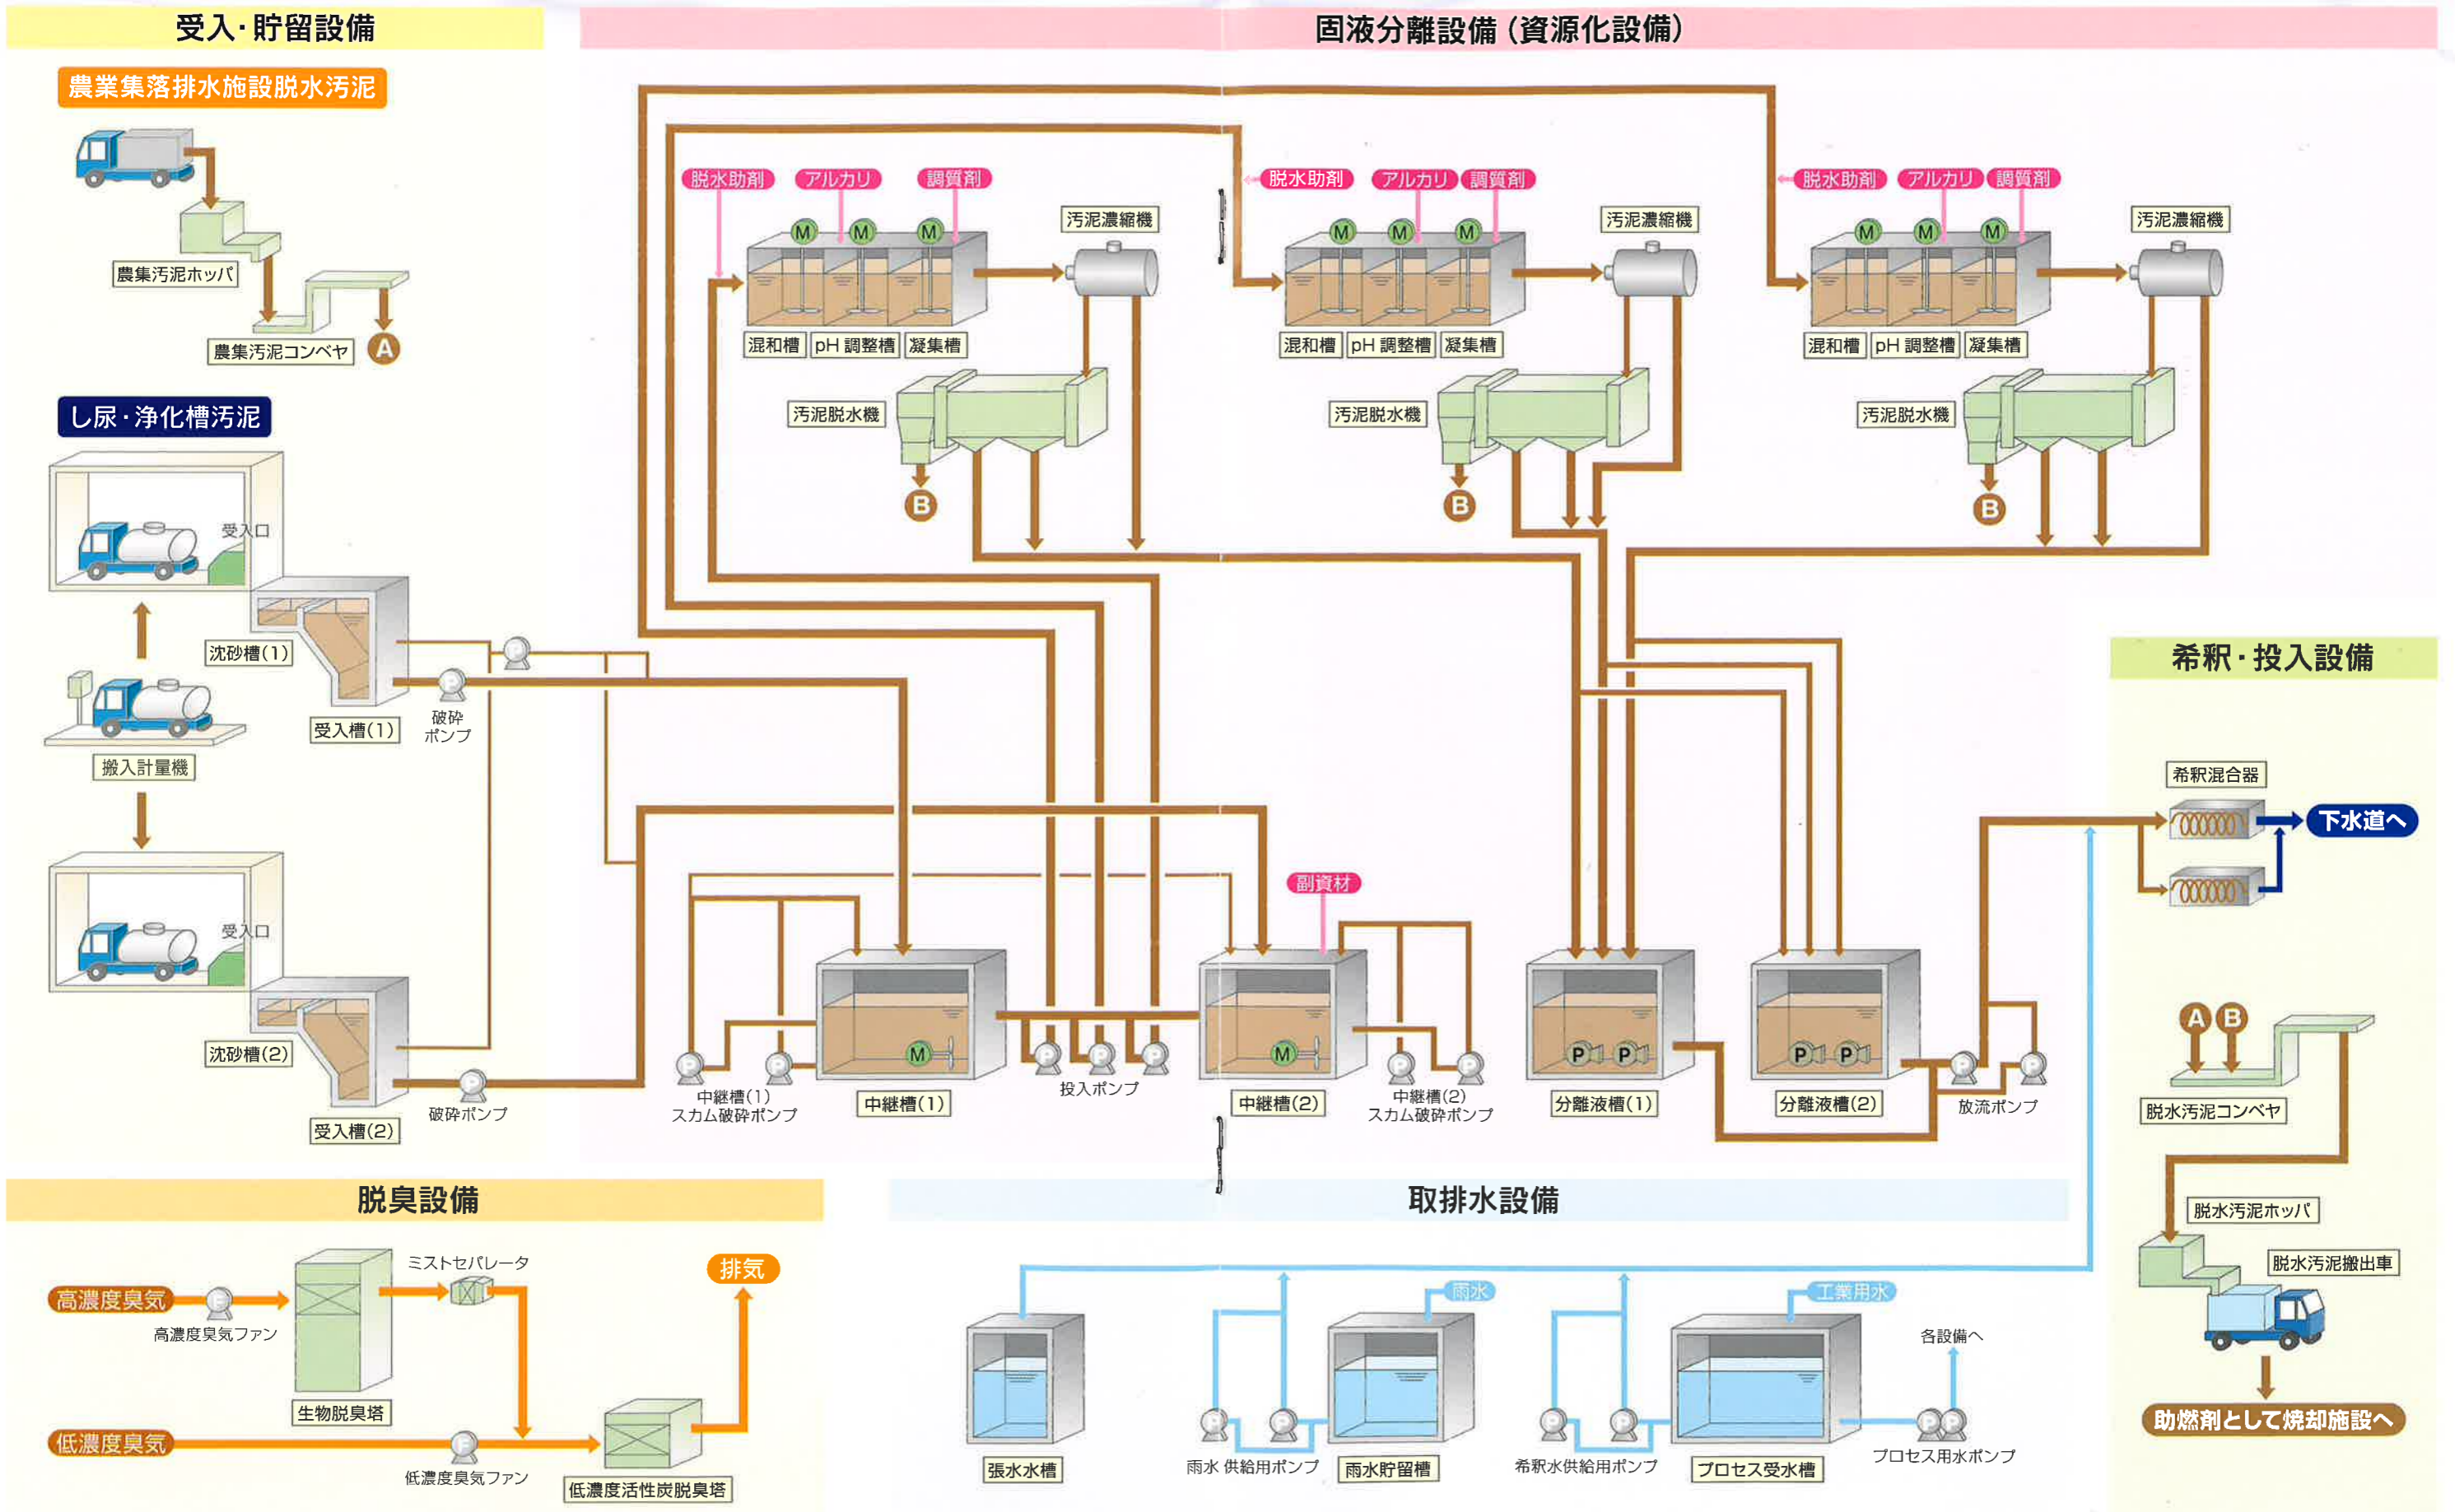 受入・貯留設備
農業集落排水施設脱水汚泥
農集汚泥ホッパ
農集汚泥コンベヤ
A
し尿・浄化槽汚泥
受入口
沈砂槽(1)
受入槽(1)
P
P
破砕
ポンプ
搬入計量機
受入口
沈砂槽(2)
受入槽(2)
P
破砕ポンプ
固液分離設備(資源化設備)
脱水助剤
アルカリ
調質剤
M
M
M
汚泥濃縮機
混和槽
pH 調整槽
凝集槽
汚泥脱水機
B
脱水助剤
アルカリ
調質剤
M
M
M
汚泥濃縮機
混和槽
pH 調整槽
凝集槽
汚泥脱水機
B
脱水助剤
アルカリ
調質剤
M
M
M
汚泥濃縮機
混和槽
pH 調整槽
凝集槽
汚泥脱水機
B
P
P
中継槽(1)
スカム破砕ポンプ
M
中継槽(1)
P
P
P
投入ポンプ
副資材
M
中継槽(2)
P
P
中継槽(2)
スカム破砕ポンプ
P
P
分離液槽(1)
P
P
分離液槽(2)
P
P
放流ポンプ
希釈・投入設備
希釈混合器
下水道へ
A
B
脱水汚泥コンベヤ
脱水汚泥ホッパ
脱水汚泥搬出車
助燃剤として焼却施設へ
脱臭設備
高濃度臭気
F
高濃度臭気ファン
生物脱臭塔
ミストセパレータ
排気
低濃度臭気
F
低濃度臭気ファン
低濃度活性炭脱臭塔
取排水設備
張水水槽
P
P
雨水 供給用ポンプ
雨水
雨水貯留槽
P
P
希釈水供給用ポンプ
工業用水
プロセス受水槽
各設備へ
P
P
プロセス用水ポンプ